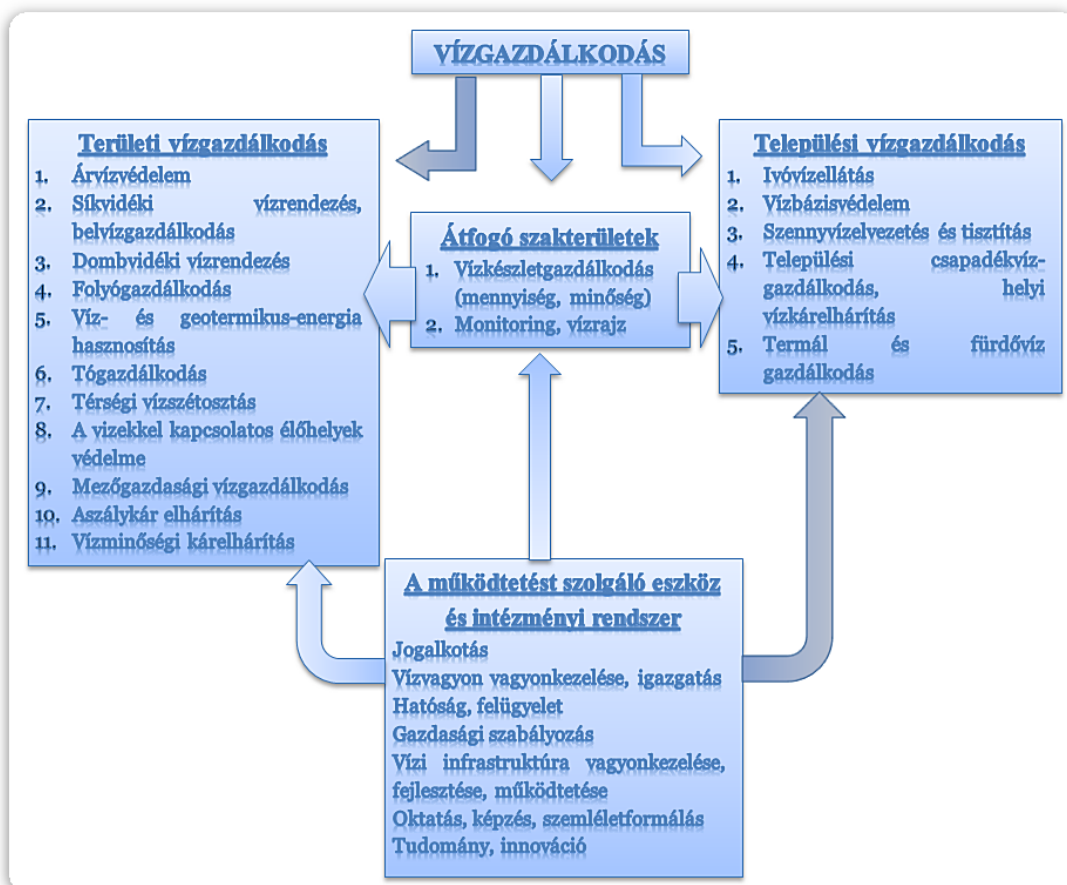 VÍZGAZDÁLKODÁS
Területi vízgazdálkodás
1. Árvízvédelem
2. Síkvidéki vízrendezés,
belvízgazdálkodás
3. Dombvidéki vízrendezés
4. Folyógazdálkodás
5. Víz- és geotermikus-energia
hasznosítás
6. Tógazdálkodás
7. Térségi vízszétosztás
8. A vizekkel kapcsolatos élőhelyek
védelme
9. Mezőgazdasági vízgazdálkodás
10. Aszálykár elhárítás
11. Vízminőségi kárelhárítás
Átfogó szakterületek
1. Vízkészletgazdálkodás
(mennyiség, minőség)
2. Monitoring, vízrajz
Települési vízgazdálkodás
1. Ivóvízellátás
2. Vízbázisvédelem
3. Szennyvízelvezetés és tisztítás
4. Települési csapadékvíz-
gazdálkodás, helyi
vízkárelhárítás
5. Termál és fürdővíz
gazdálkodás
A működtetést szolgáló eszköz
és intézményi rendszer
Jogalkotás
Vízvagyon vagyonkezelése, igazgatás
Hatóság, felügyelet
Gazdasági szabályozás
Vízi infrastruktúra vagyonkezelése,
fejlesztése, működtetése
Oktatás, képzés, szemléletformálás
Tudomány, innováció